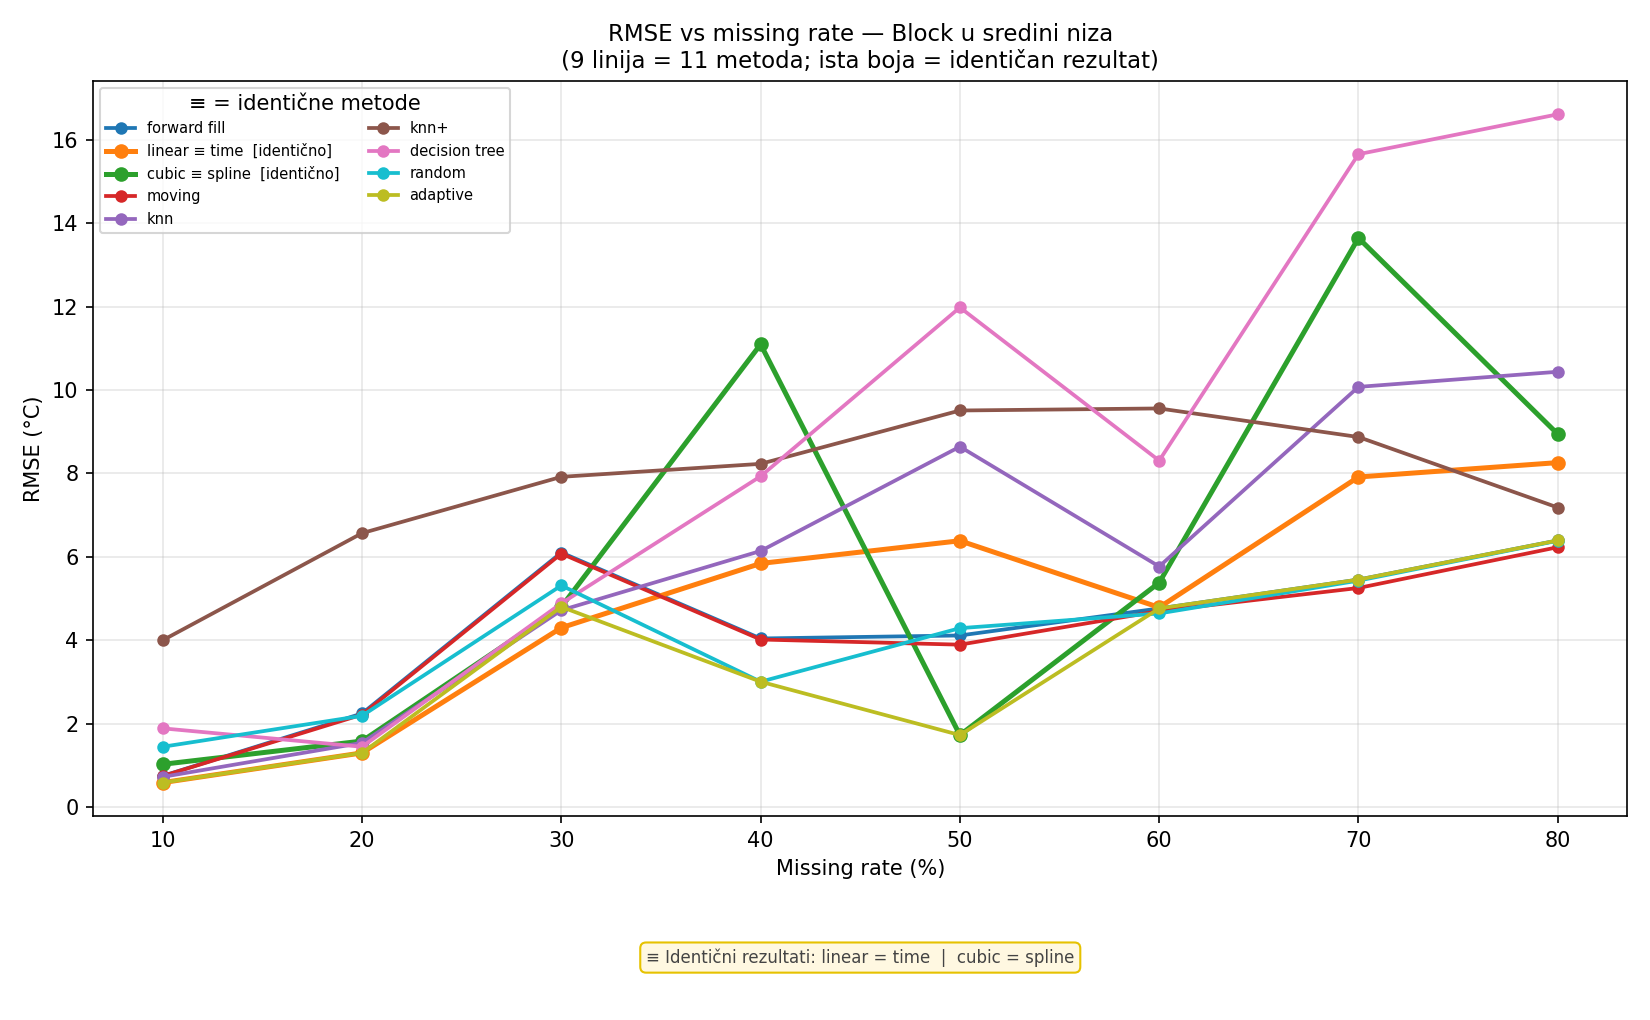 RMSE vs missing rate — Block u sredini niza
(9 linija = 11 metoda; ista boja = identičan rezultat)
≡ = identične metode
forward fill
linear ≡ time  [identično]
cubic ≡ spline  [identično]
moving
knn
knn+
decision tree
random
adaptive
RMSE (°C)
16
14
12
10
8
6
4
2
0
10 20 30 40 50 60 70 80
Missing rate (%)
≡ Identični rezultati: linear = time  |  cubic = spline